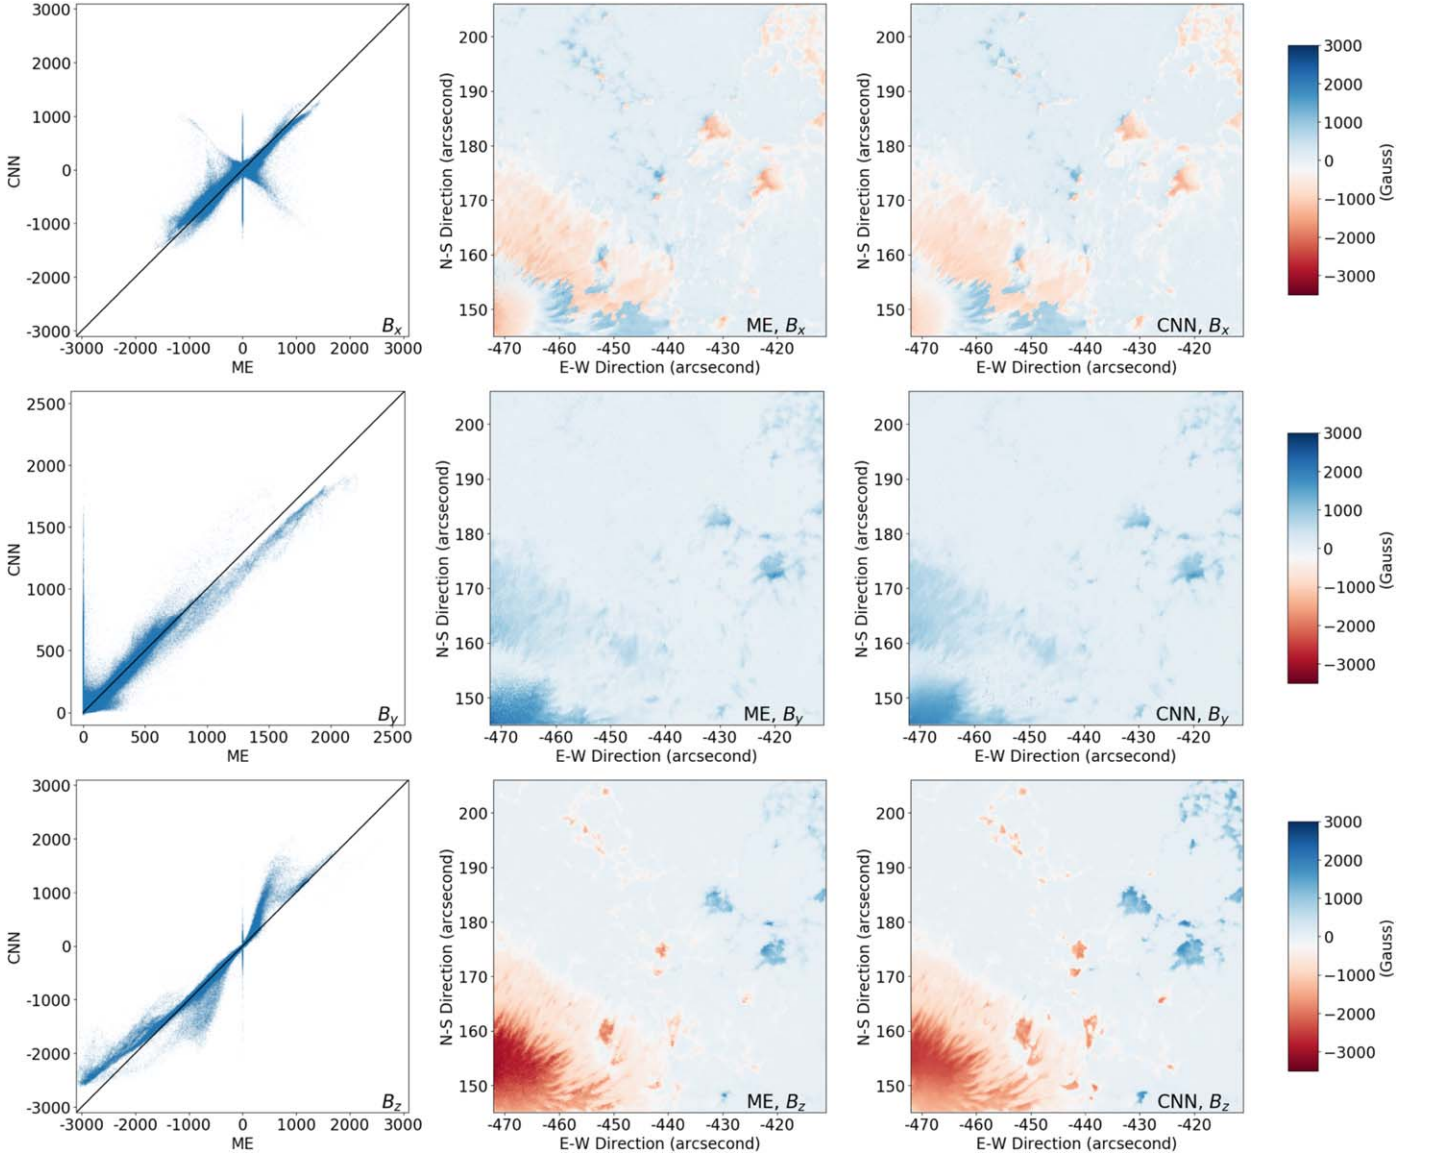 3000
2000
1000
0
-1000
-2000
-3000
CNN
-3000 -2000 -1000 0 1000 2000 3000
ME
Bx
200
190
180
170
160
150
N-S Direction (arcsecond)
-470 -460 -450 -440 -430 -420
E-W Direction (arcsecond)
ME, Bx
200
190
180
170
160
150
N-S Direction (arcsecond)
-470 -460 -450 -440 -430 -420
E-W Direction (arcsecond)
CNN, Bx
3000
2000
1000
0
−1000
−2000
−3000
(Gauss)
2500
2000
1500
1000
500
0
CNN
0 500 1000 1500 2000 2500
ME
By
200
190
180
170
160
150
N-S Direction (arcsecond)
-470 -460 -450 -440 -430 -420
E-W Direction (arcsecond)
ME, By
200
190
180
170
160
150
N-S Direction (arcsecond)
-470 -460 -450 -440 -430 -420
E-W Direction (arcsecond)
CNN, By
3000
2000
1000
0
−1000
−2000
−3000
(Gauss)
3000
2000
1000
0
-1000
-2000
-3000
CNN
-3000 -2000 -1000 0 1000 2000 3000
ME
Bz
200
190
180
170
160
150
N-S Direction (arcsecond)
-470 -460 -450 -440 -430 -420
E-W Direction (arcsecond)
ME, Bz
200
190
180
170
160
150
N-S Direction (arcsecond)
-470 -460 -450 -440 -430 -420
E-W Direction (arcsecond)
CNN, Bz
3000
2000
1000
0
−1000
−2000
−3000
(Gauss)